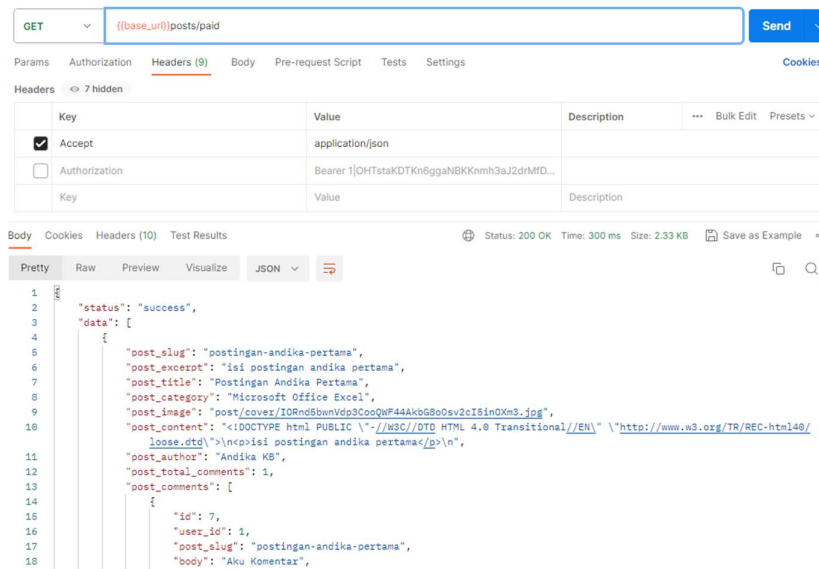 GET {{base_url}}posts/paid Send
Params Authorization Headers (9) Body Pre-request Script Tests Settings Cookies
Headers 7 hidden
Key Value Description ••• Bulk Edit Presets
Accept application/json
Authorization Bearer 1|OHTstaKDTKn6ggaNBKKnmh3aJ2drMfD...
Key Value Description
Body Cookies Headers (10) Test Results Status: 200 OK Time: 300 ms Size: 2.33 KB Save as Example
Pretty Raw Preview Visualize JSON
1 {
2 "status": "success",
3 "data": [
4 {
5 "post_slug": "postingan-andika-pertama",
6 "post_excerpt": "isi postingan andika pertama",
7 "post_title": "Postingan Andika Pertama",
8 "post_category": "Microsoft Office Excel",
9 "post_image": "post/cover/IORnd5bwnVdp3CooQWF44AkbG8oOsv2cI5inOXm3.jpg",
10 "post_content": "<!DOCTYPE html PUBLIC \"-//W3C//DTD HTML 4.0 Transitional//EN\" \"http://www.w3.org/TR/REC-html40/
loose.dtd\">\n<p>isi postingan andika pertama</p>\n",
11 "post_author": "Andika KB",
12 "post_total_comments": 1,
13 "post_comments": [
14 {
15 "id": 7,
16 "user_id": 1,
17 "post_slug": "postingan-andika-pertama",
18 "body": "Aku Komentar",